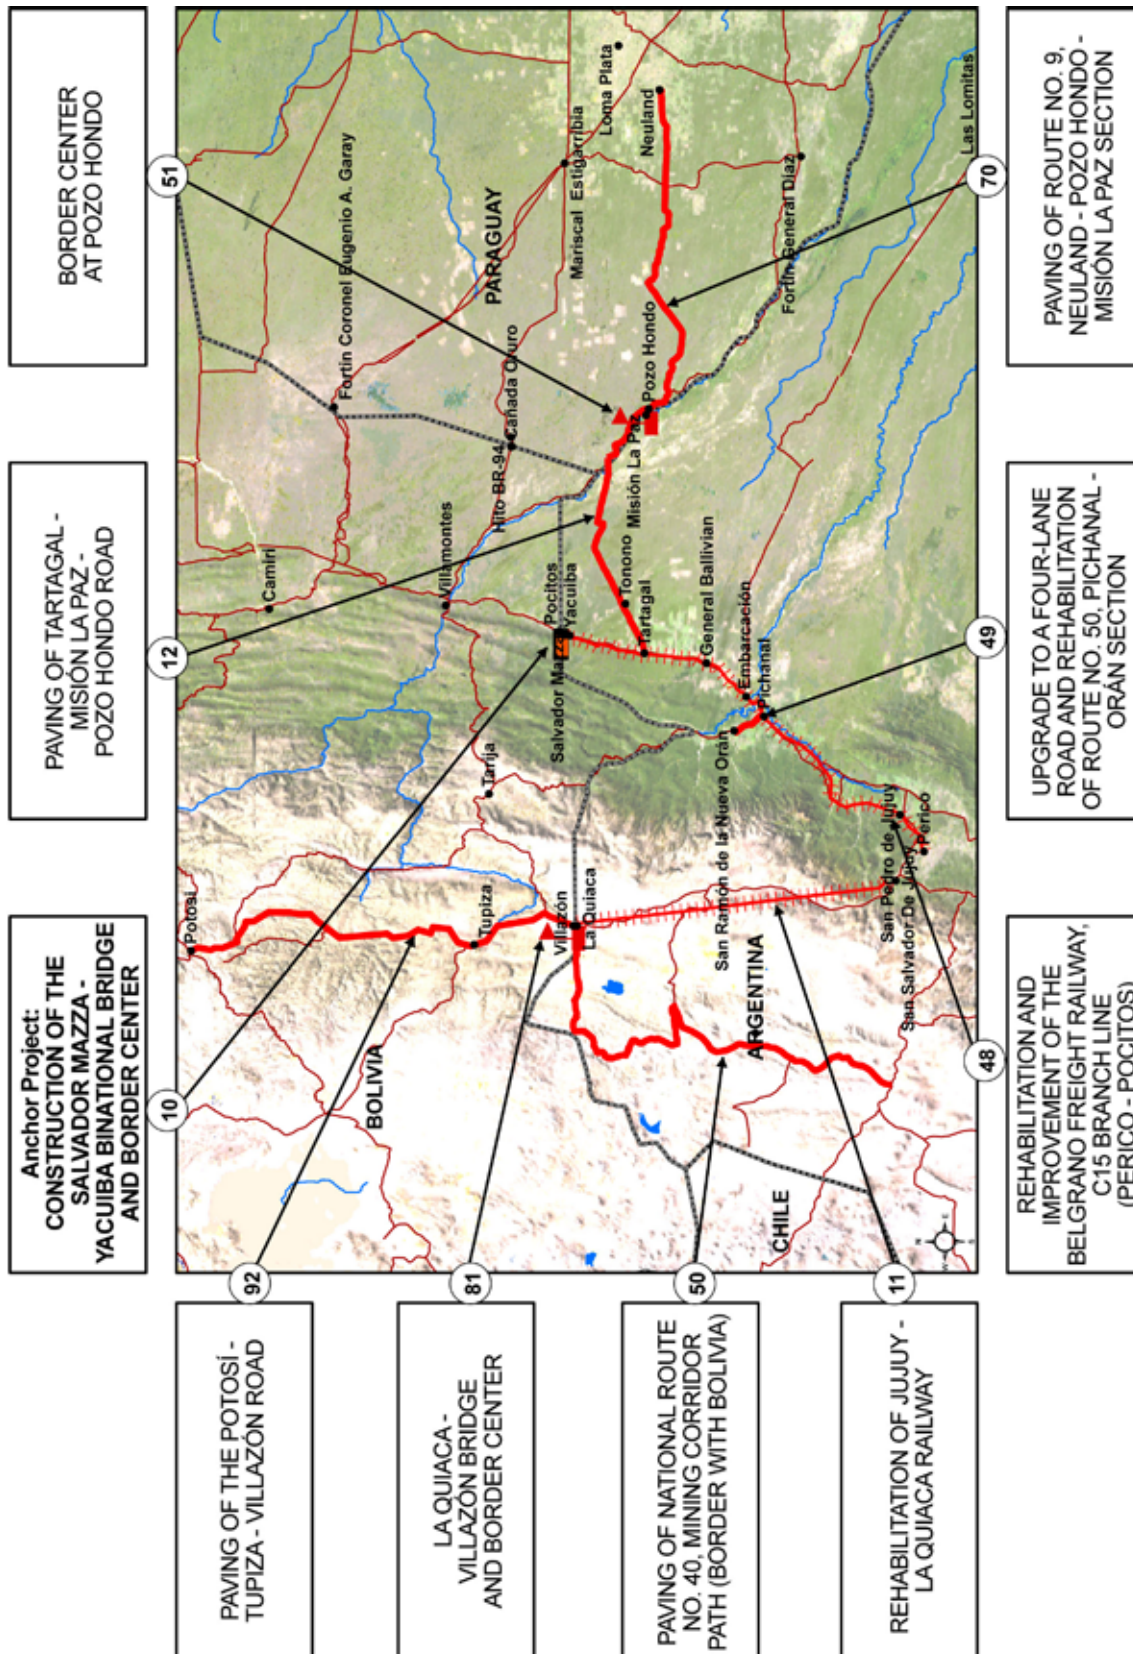 Anchor Project:
CONSTRUCTION OF THE
SALVADOR MAZZA -
YACUIBA BINATIONAL BRIDGE
AND BORDER CENTER
PAVING OF TARTAGAL -
MISIÓN LA PAZ -
POZO HONDO ROAD
BORDER CENTER
AT POZO HONDO
10
12
51
PAVING OF THE POTOSÍ -
TUPIZA - VILLAZÓN ROAD
92
LA QUIACA -
VILLAZÓN BRIDGE
AND BORDER CENTER
81
PAVING OF NATIONAL ROUTE
NO. 40, MINING CORRIDOR
PATH (BORDER WITH BOLIVIA)
50
REHABILITATION OF JUJUY -
LA QUIACA RAILWAY
11
Potosí
Camiri
Fortin Coronel Eugenio A. Garay
BOLIVIA
Villamontes
Tupiza
Tarija
Hito BR-94
Cañada Oruro
PARAGUAY
Villazón
La Quiaca
Salvador Mazza
Pocitos
Yacuiba
Mariscal Estigarribia
Loma Plata
Tonono
Misión La Paz
Pozo Hondo
Neuland
Tartagal
General Ballivian
San Ramón de la Nueva Orán
Embarcación
Pichanal
ARGENTINA
Fortin General Diaz
CHILE
San Pedro de Jujuy
San Salvador De Jujuy
Perico
Las Lomitas
N
W
E
S
48
49
70
REHABILITATION AND
IMPROVEMENT OF THE
BELGRANO FREIGHT RAILWAY,
C15 BRANCH LINE
(PERICO - POCITOS)
UPGRADE TO A FOUR-LANE
ROAD AND REHABILITATION
OF ROUTE NO. 50, PICHANAL -
ORÁN SECTION
PAVING OF ROUTE NO. 9,
NEULAND - POZO HONDO -
MISIÓN LA PAZ SECTION